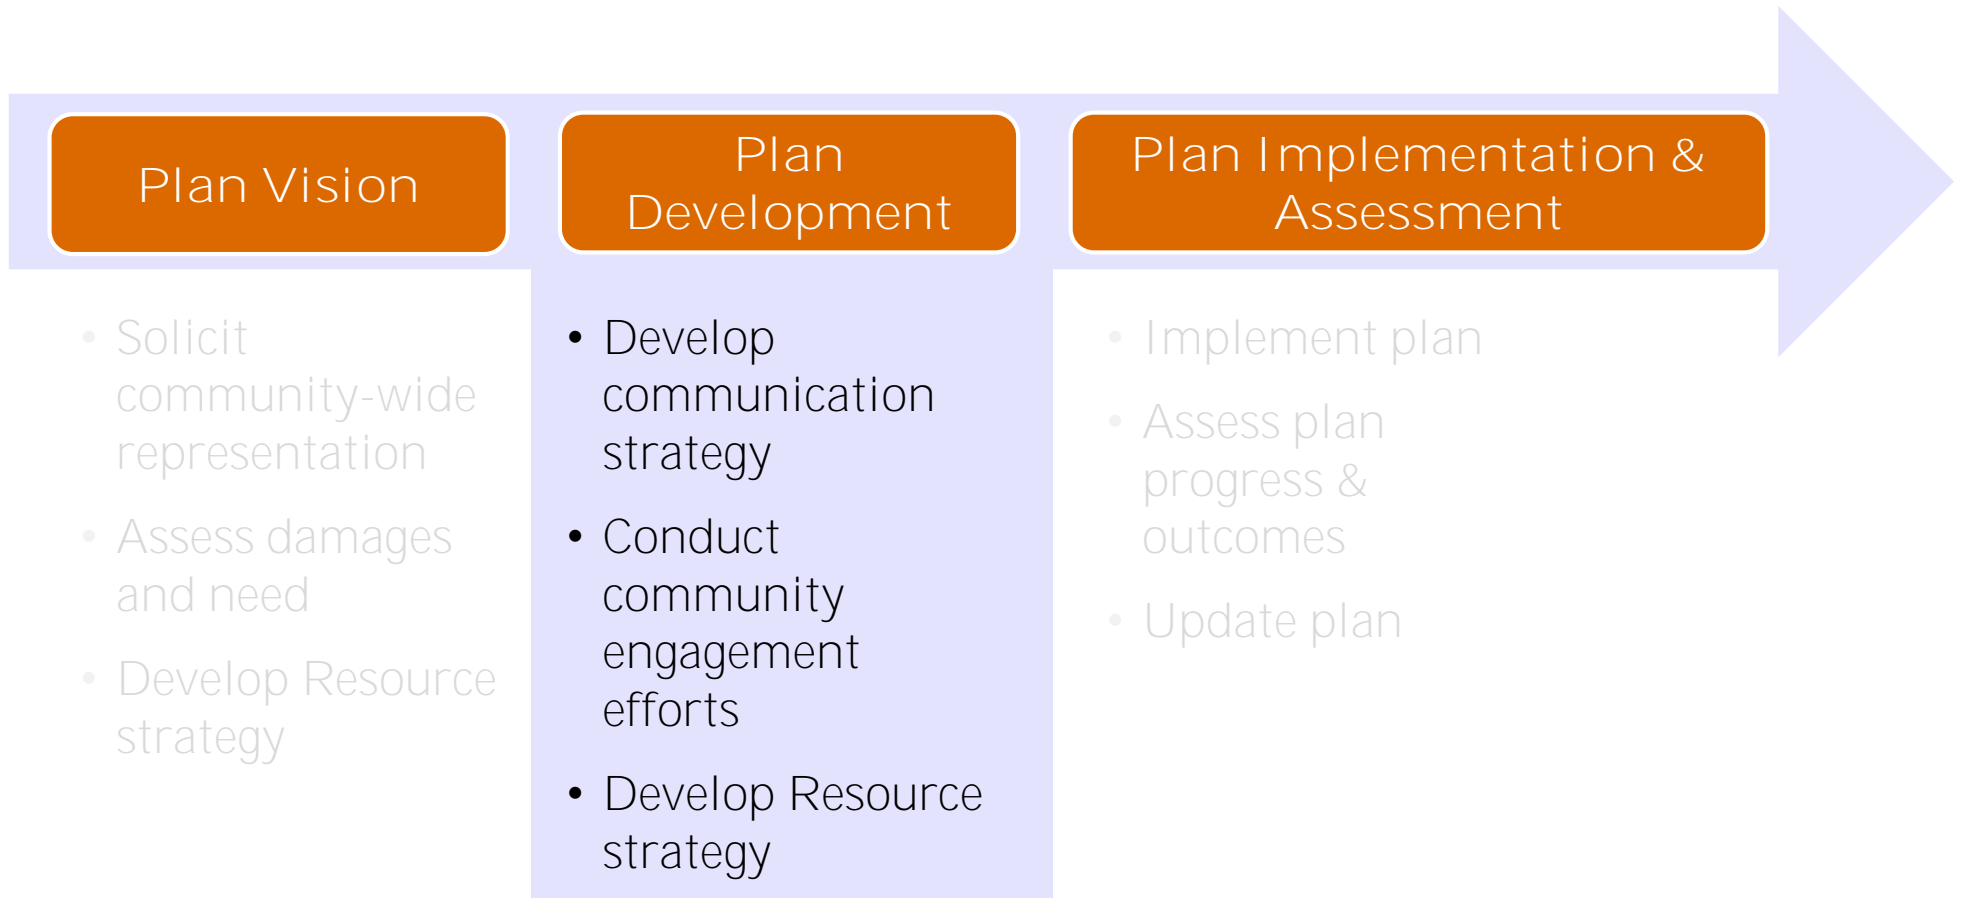 Plan Vision
Plan
Development
Plan Implementation &
Assessment
• Solicit
community-wide
representation
• Assess damages
and need
• Develop Resource
strategy
• Develop
communication
strategy
• Conduct
community
engagement
efforts
• Develop Resource
strategy
• Implement plan
• Assess plan
progress &
outcomes
• Update plan